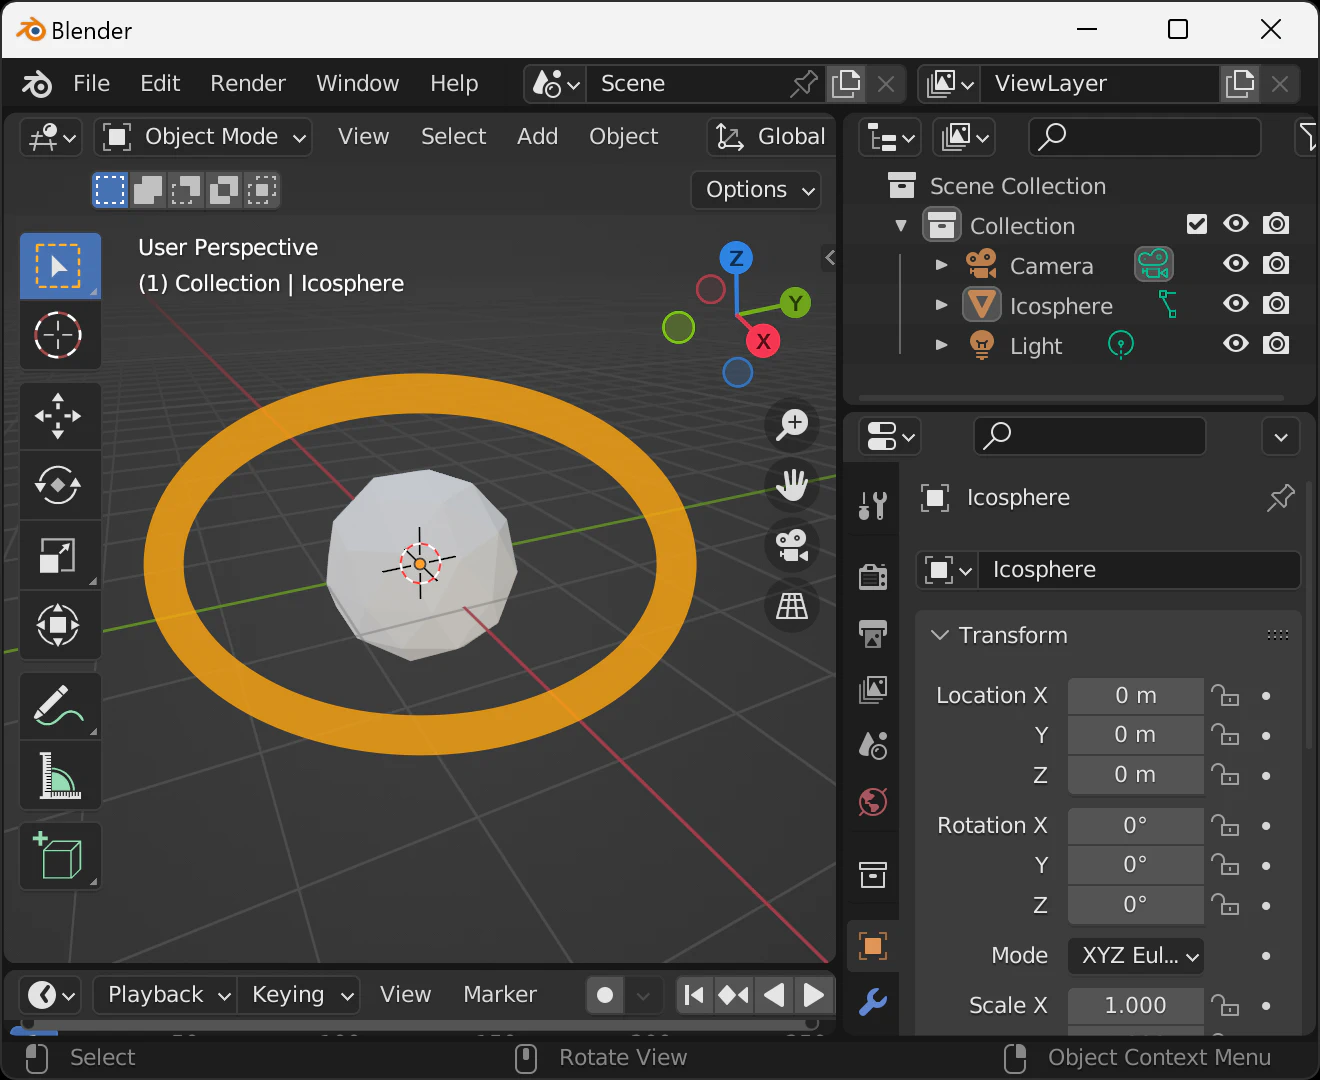 Blender
File Edit Render Window Help Scene ViewLayer
Object Mode View Select Add Object Global
Options
User Perspective
(1) Collection | Icosphere
Z
Y
X
Scene Collection
Collection
Camera
Icosphere
Light
Icosphere
Icosphere
Transform
Location X 0 m
Y 0 m
Z 0 m
Rotation X 0°
Y 0°
Z 0°
Mode XYZ Eul...
Scale X 1.000
Playback Keying View Marker
Select Rotate View Object Context Menu